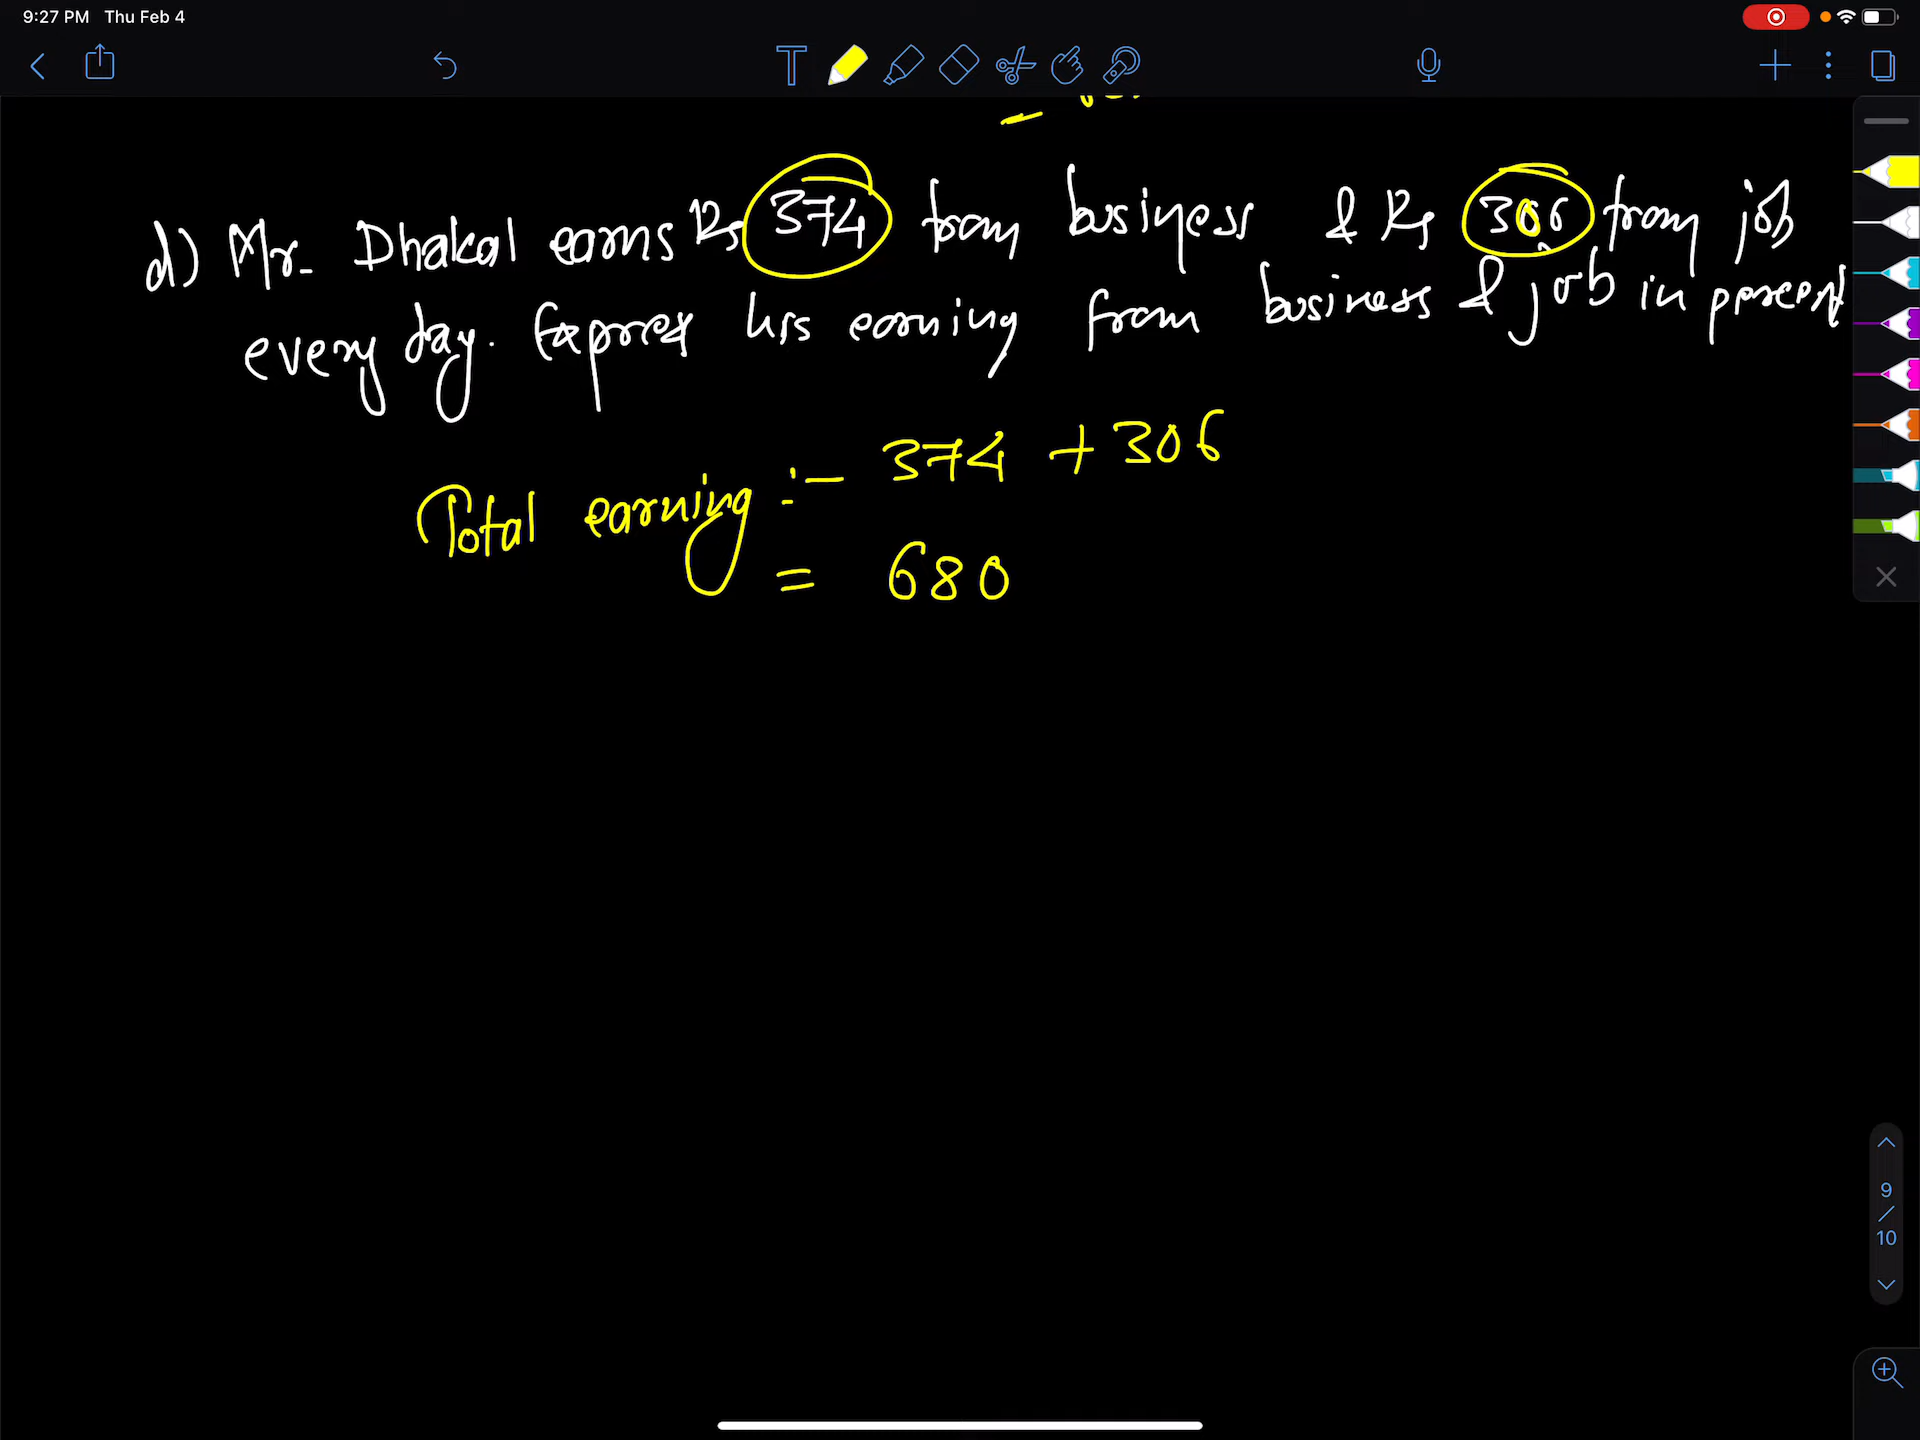 9:27 PM Thu Feb 4
d) Mr. Dhakal earns Rs 374 from business & Rs 306 from job
every day. Express his earning from business & job in percent
Total earning :- 374 + 306
= 680
9
/
10